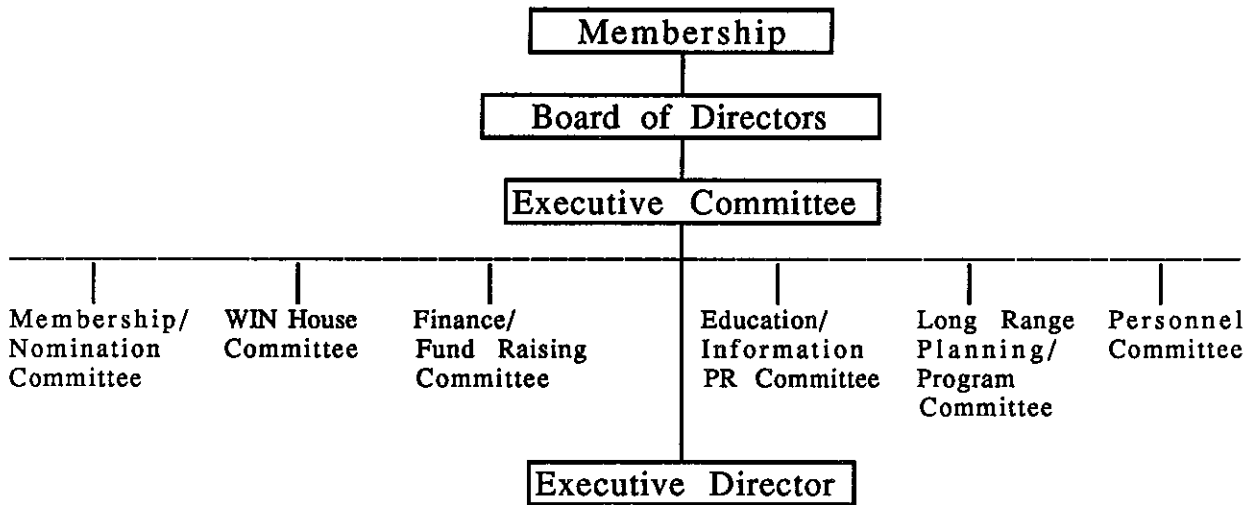 Membership
Board of Directors
Executive Committee
Membership/
Nomination
Committee
WIN House
Committee
Finance/
Fund Raising
Committee
Education/
Information
PR Committee
Long Range
Planning/
Program
Committee
Personnel
Committee
Executive Director